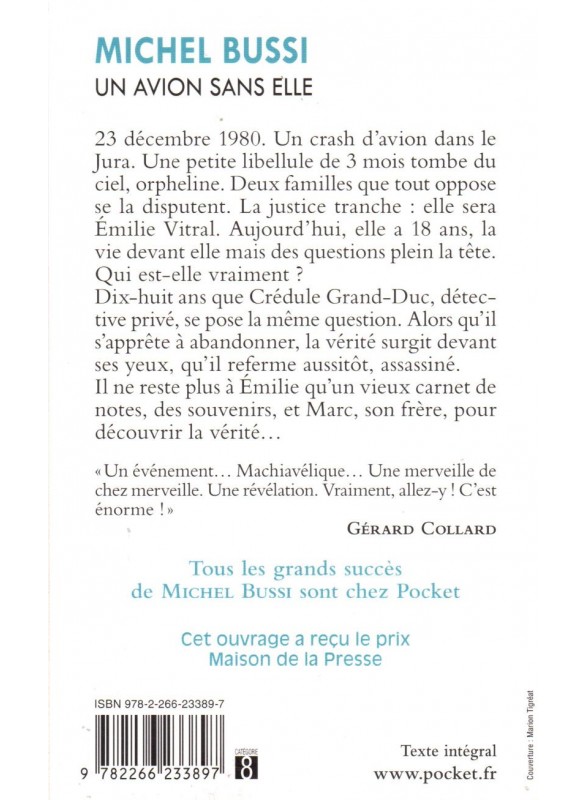 MICHEL BUSSI
UN AVION SANS ELLE
23 décembre 1980. Un crash d'avion dans le
Jura. Une petite libellule de 3 mois tombe du
ciel, orpheline. Deux familles que tout oppose
se la disputent. La justice tranche : elle sera
Émilie Vitral. Aujourd'hui, elle a 18 ans, la
vie devant elle mais des questions plein la tête.
Qui est-elle vraiment ?
Dix-huit ans que Crédule Grand-Duc, détec-
tive privé, se pose la même question. Alors qu'il
s'apprête à abandonner, la vérité surgit devant
ses yeux, qu'il referme aussitôt, assassiné.
Il ne reste plus à Émilie qu'un vieux carnet de
notes, des souvenirs, et Marc, son frère, pour
découvrir la vérité…
« Un événement… Machiavélique… Une merveille de
chez merveille. Une révélation. Vraiment, allez-y ! C'est
énorme ! »
GÉRARD COLLARD
Tous les grands succès
de MICHEL BUSSI sont chez Pocket
Cet ouvrage a reçu le prix
Maison de la Presse
ISBN 978-2-266-23389-7
9 782266 233897
CATÉGORIE
8
Texte intégral
www.pocket.fr
Couverture : Marion Tigréat